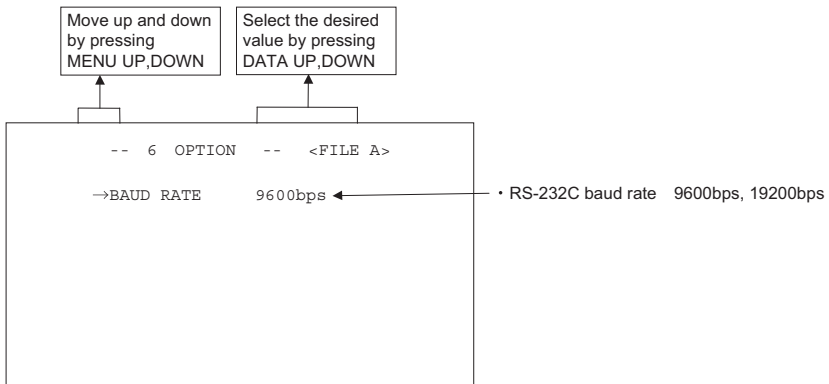 Move up and down
by pressing
MENU UP,DOWN
Select the desired
value by pressing
DATA UP,DOWN
-- 6 OPTION -- <FILE A>
→BAUD RATE 9600bps
・RS-232C baud rate 9600bps, 19200bps